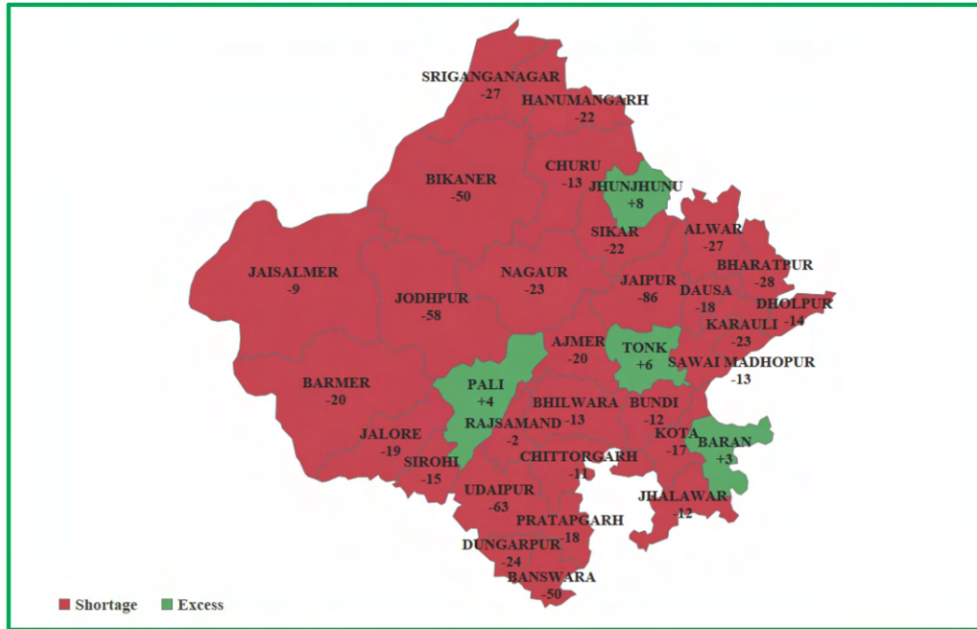 SRIGANGANAGAR
-27
HANUMANGARH
-22
CHURU
-13
JHUNJHUNU
+8
BIKANER
-50
SIKAR
-22
ALWAR
-27
BHARATPUR
-28
JAISALMER
-9
NAGAUR
-23
JAIPUR
-86
DAUSA
-18
DHOLPUR
-14
JODHPUR
-58
KARAULI
-23
AJMER
-20
TONK
+6
SAWAI MADHOPUR
-13
BARMER
-20
PALI
+4
BHILWARA
-13
BUNDI
-12
RAJSAMAND
-2
KOTA
-17
BARAN
+3
JALORE
-19
SIROHI
-15
CHITTORGARH
-11
UDAIPUR
-63
JHALAWAR
-12
PRATAPGARH
-18
DUNGARPUR
-24
BANSWARA
-50
Shortage
Excess